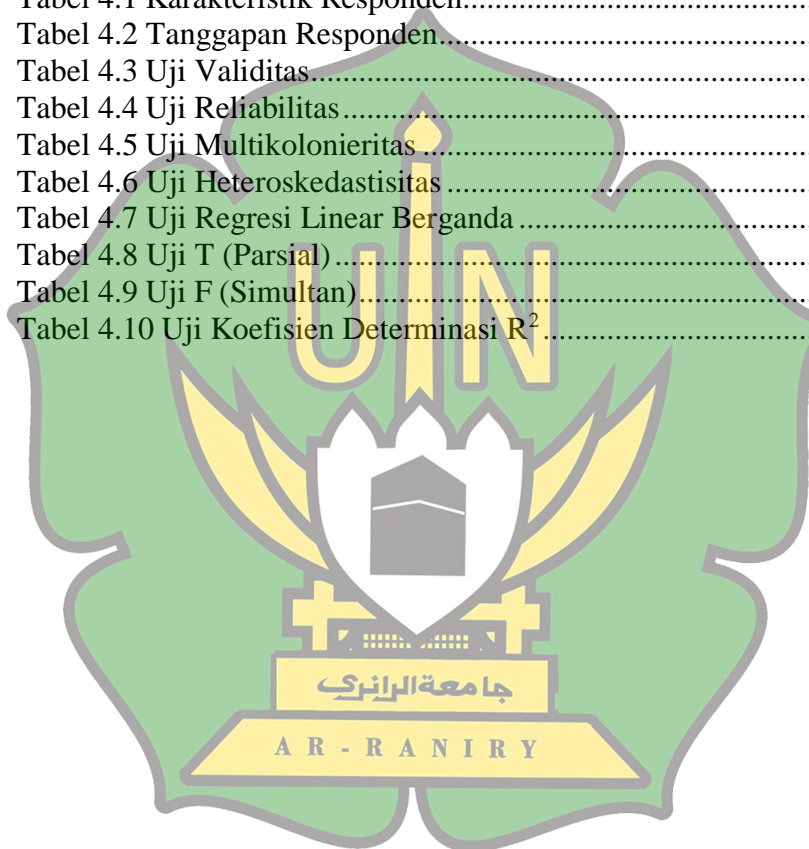 Tabel 4.1 Karakteristik Responden
Tabel 4.2 Tanggapan Responden
Tabel 4.3 Uji Validitas
Tabel 4.4 Uji Reliabilitas
Tabel 4.5 Uji Multikolonieritas
Tabel 4.6 Uji Heteroskedastisitas
Tabel 4.7 Uji Regresi Linear Berganda
Tabel 4.8 Uji T (Parsial)
Tabel 4.9 Uji F (Simultan)
Tabel 4.10 Uji Koefisien Determinasi R²
UIN
جامعةالرانري
AR-RANIRY